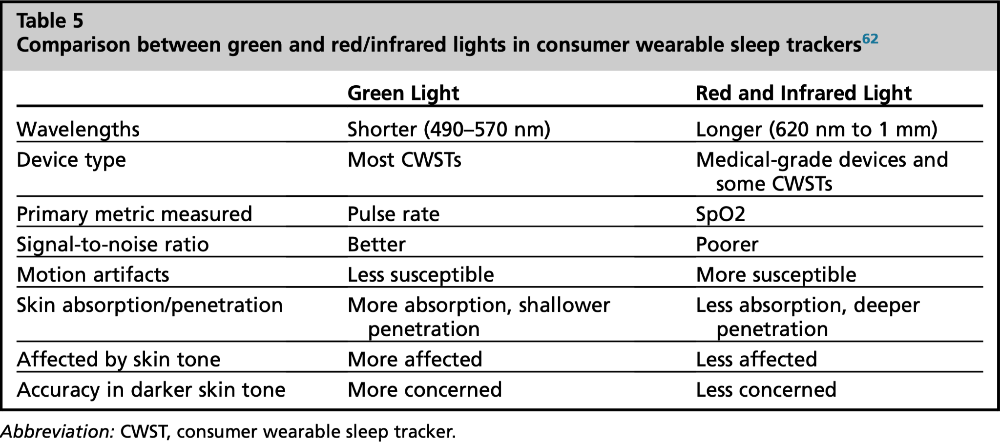 Table 5
Comparison between green and red/infrared lights in consumer wearable sleep trackers62
Green Light Red and Infrared Light
Wavelengths Shorter (490–570 nm) Longer (620 nm to 1 mm)
Device type Most CWSTs Medical-grade devices and
some CWSTs
Primary metric measured Pulse rate SpO2
Signal-to-noise ratio Better Poorer
Motion artifacts Less susceptible More susceptible
Skin absorption/penetration More absorption, shallower Less absorption, deeper
penetration penetration
Affected by skin tone More affected Less affected
Accuracy in darker skin tone More concerned Less concerned
Abbreviation: CWST, consumer wearable sleep tracker.